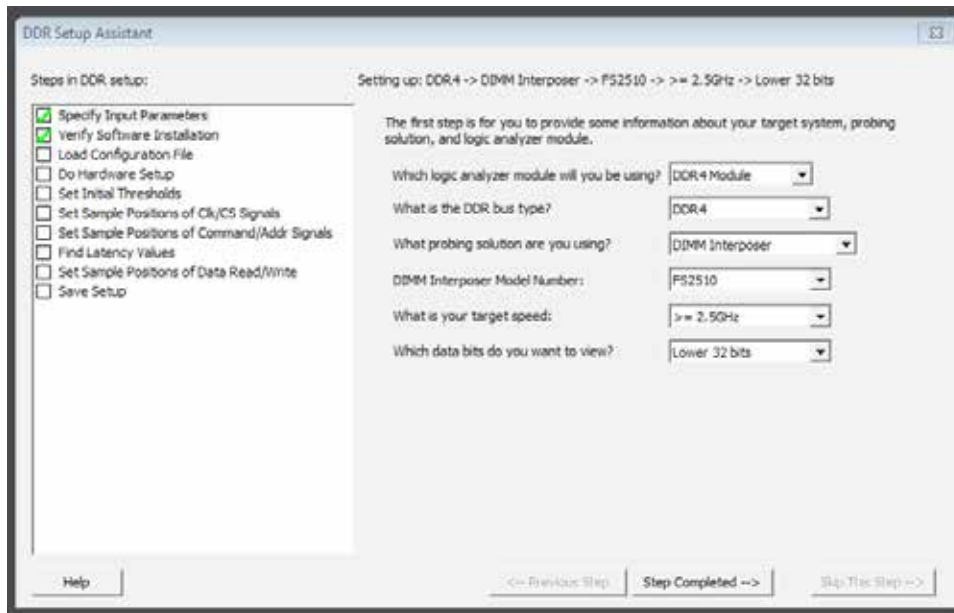 DDR Setup Assistant
Steps in DDR setup:
Setting up: DDR4 -> DIMM Interposer -> FS2510 -> >= 2.5GHz -> Lower 32 bits
Specify Input Parameters
Verify Software Installation
Load Configuration File
Do Hardware Setup
Set Initial Thresholds
Set Sample Positions of Clk/CS Signals
Set Sample Positions of Command/Addr Signals
Find Latency Values
Set Sample Positions of Data Read/Write
Save Setup
The first step is for you to provide some information about your target system, probing
solution, and logic analyzer module.
Which logic analyzer module will you be using? DDR4 Module
What is the DDR bus type? DDR4
What probing solution are you using? DIMM Interposer
DIMM Interposer Model Number: FS2510
What is your target speed: >= 2.5GHz
Which data bits do you want to view? Lower 32 bits
Help
<-- Previous Step
Step Completed -->
Skip This Step -->